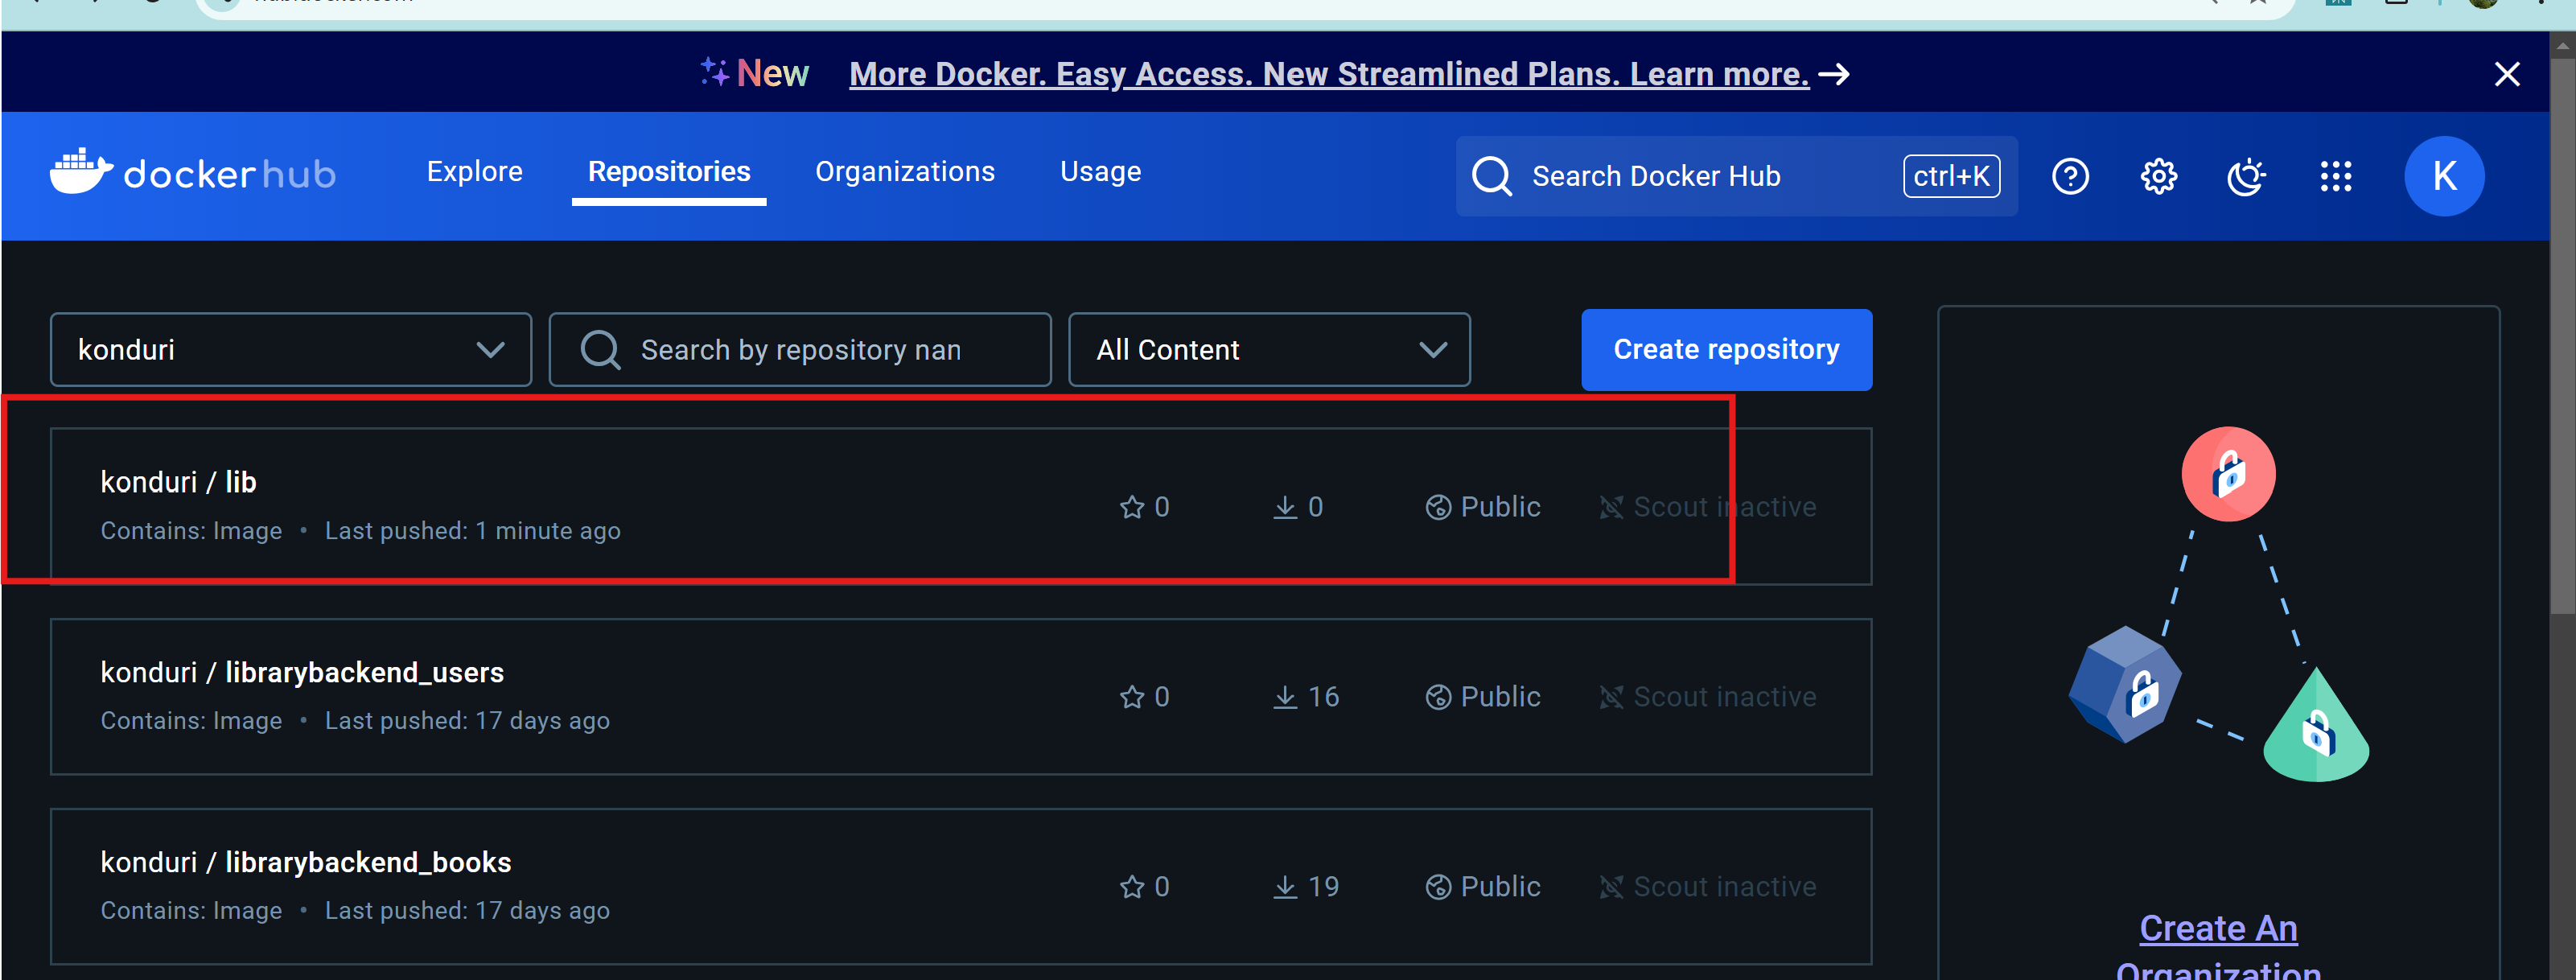 New More Docker. Easy Access. New Streamlined Plans. Learn more.
dockerhub Explore Repositories Organizations Usage Search Docker Hub ctrl+K K
konduri Search by repository nan All Content Create repository
konduri / lib
Contains: Image • Last pushed: 1 minute ago 0 0 Public Scout inactive
konduri / librarybackend_users
Contains: Image • Last pushed: 17 days ago 0 16 Public Scout inactive
konduri / librarybackend_books
Contains: Image • Last pushed: 17 days ago 0 19 Public Scout inactive
Create An
Organization